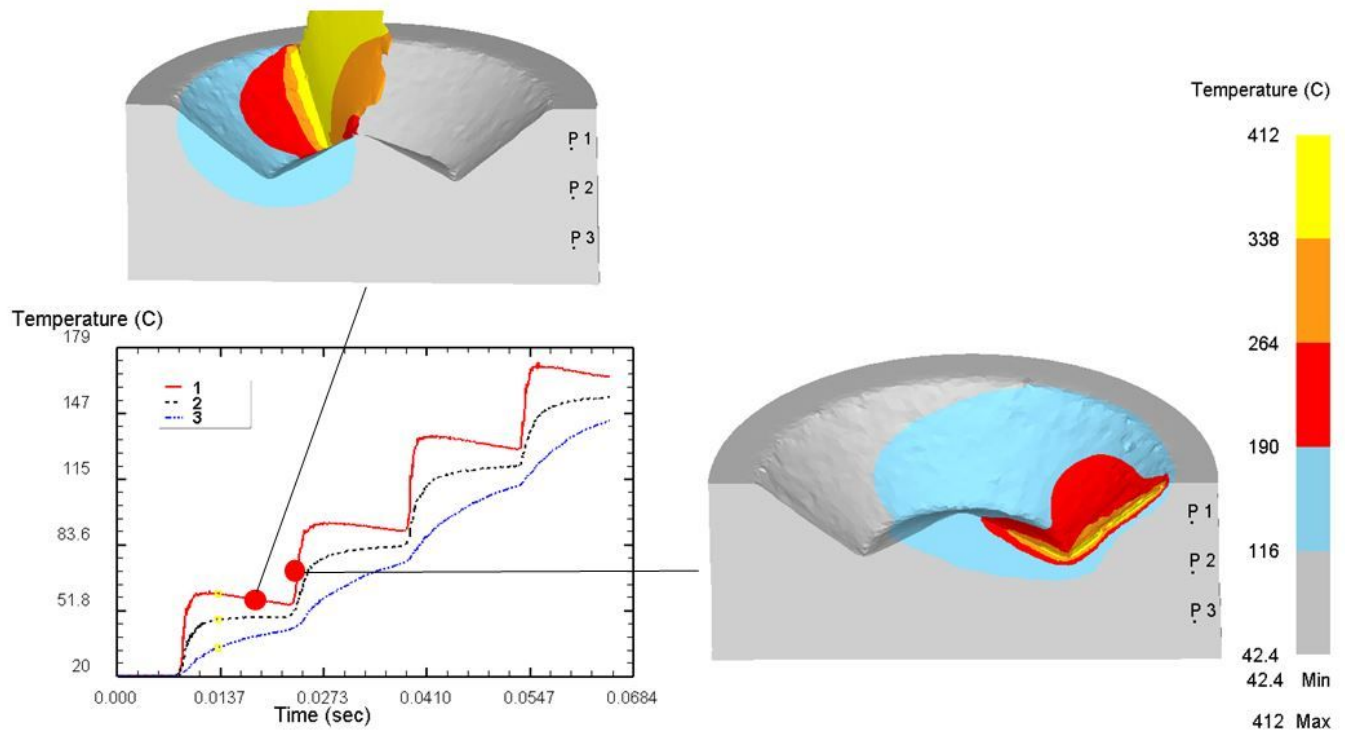 P 1
P 2
P 3
Temperature (C)
412
338
264
190
116
42.4
42.4 Min
412 Max
Temperature (C)
179
147
115
83.6
51.8
20
1
2
3
0.000 0.0137 0.0273 0.0410 0.0547 0.0684
Time (sec)
P 1
P 2
P 3